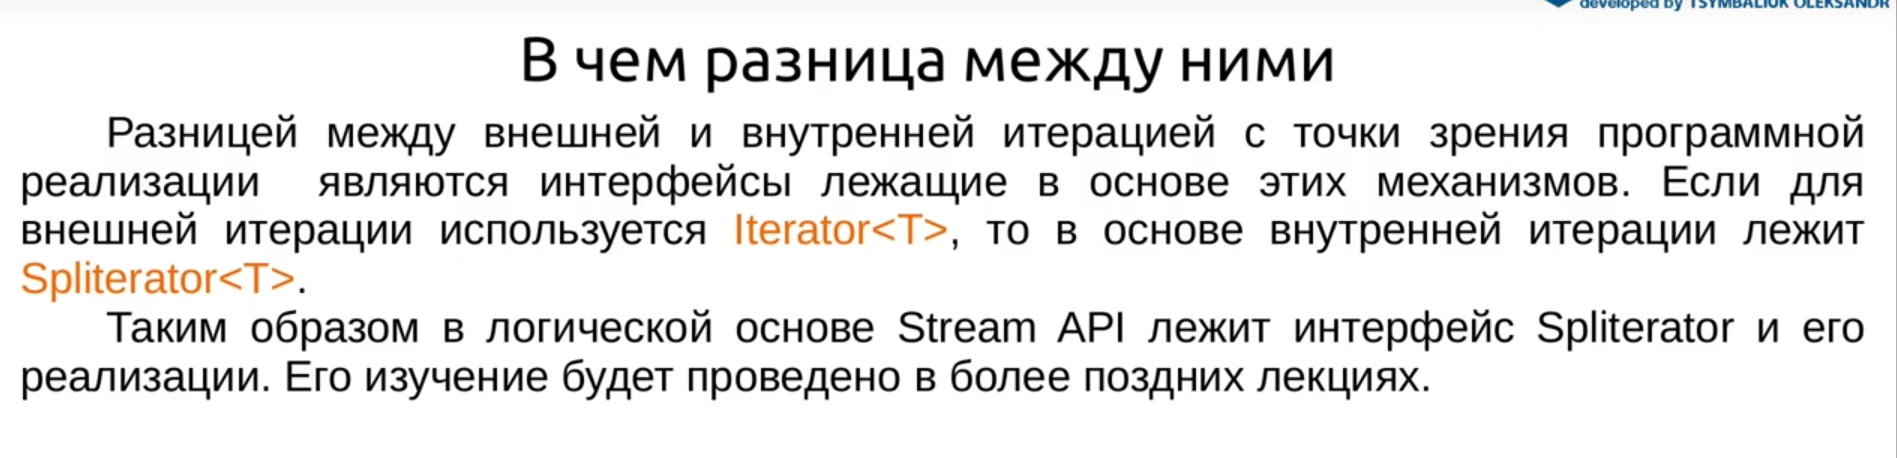 developed by TSYMBALIUK OLEKSANDR
В чем разница между ними
Разницей между внешней и внутренней итерацией с точки зрения программной
реализации являются интерфейсы лежащие в основе этих механизмов. Если для
внешней итерации используется Iterator<T>, то в основе внутренней итерации лежит
Spliterator<T>.
Таким образом в логической основе Stream API лежит интерфейс Spliterator и его
реализации. Его изучение будет проведено в более поздних лекциях.